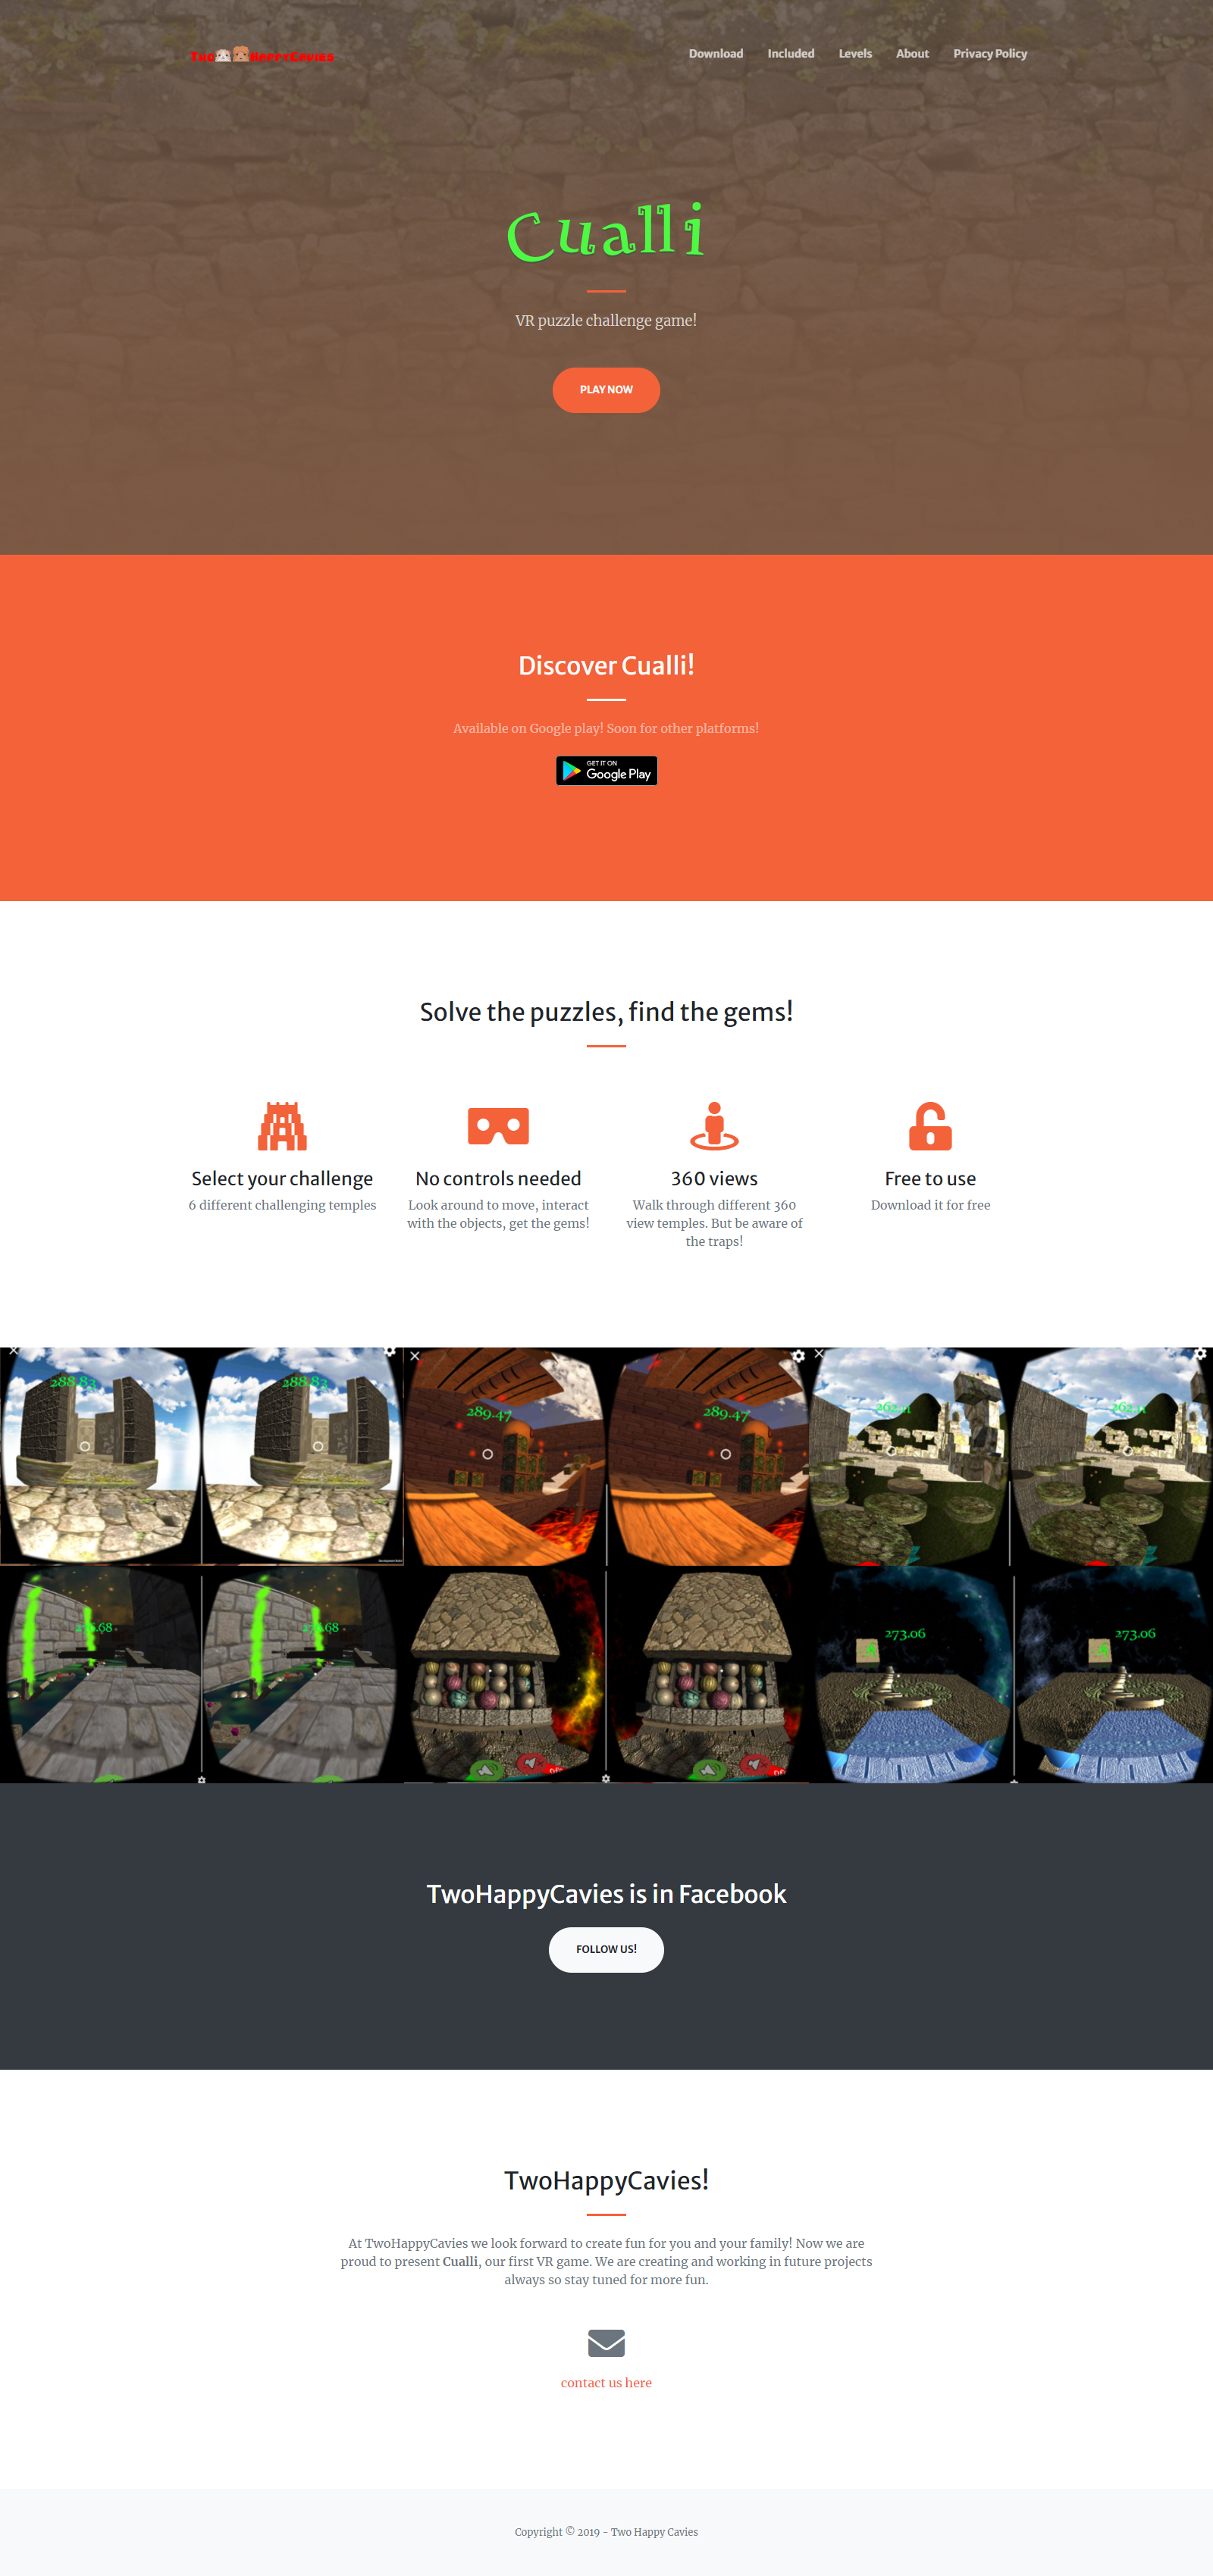 TwoHappyCavies
Download Included Levels About Privacy Policy
Cualli
VR puzzle challenge game!
PLAY NOW
Discover Cualli!
Available on Google play! Soon for other platforms!
GET IT ON
Google Play
Solve the puzzles, find the gems!
Select your challenge
6 different challenging temples
No controls needed
Look around to move, interact
with the objects, get the gems!
360 views
Walk through different 360
view temples. But be aware of
the traps!
Free to use
Download it for free
288.83 288.83 289.47 289.47 262.11 262.11
273.06 273.06
TwoHappyCavies is in Facebook
FOLLOW US!
TwoHappyCavies!
At TwoHappyCavies we look forward to create fun for you and your family! Now we are
proud to present Cualli, our first VR game. We are creating and working in future projects
always so stay tuned for more fun.
contact us here
Copyright © 2019 - Two Happy Cavies